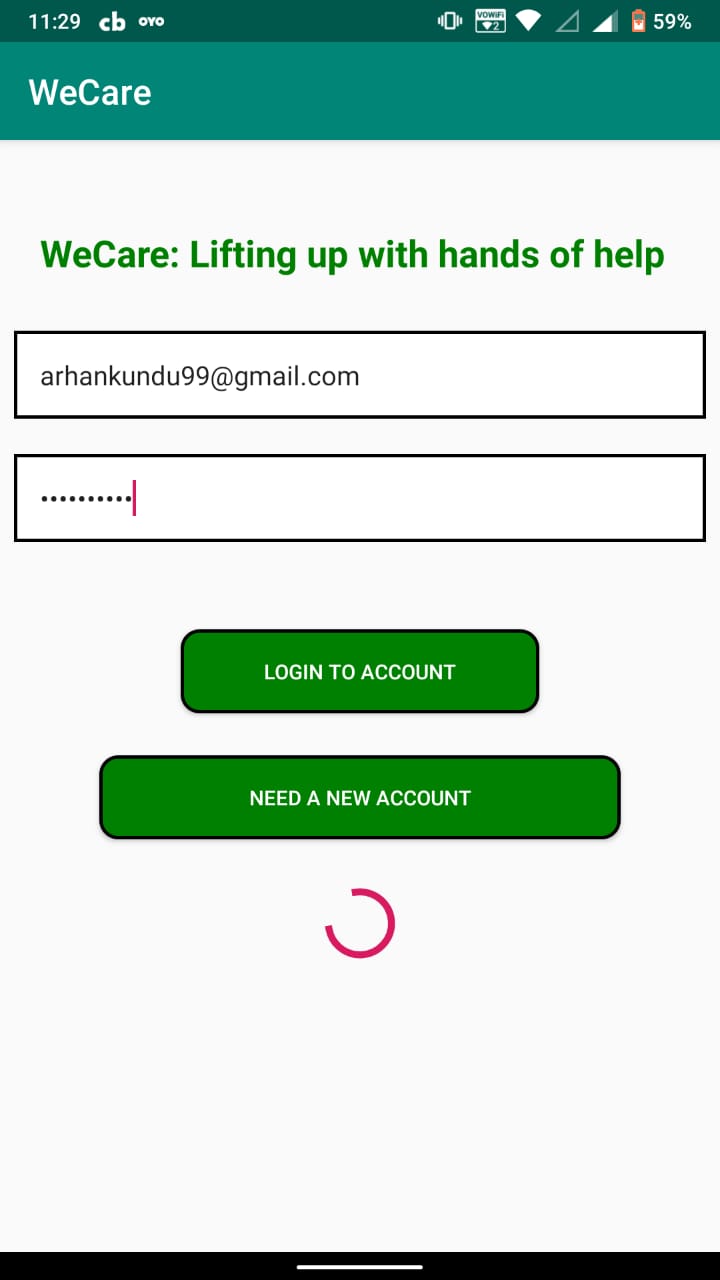 11:29 cb OYO VOWiFi 2 59%
WeCare
WeCare: Lifting up with hands of help
arhankundu99@gmail.com
••••••••••
LOGIN TO ACCOUNT
NEED A NEW ACCOUNT